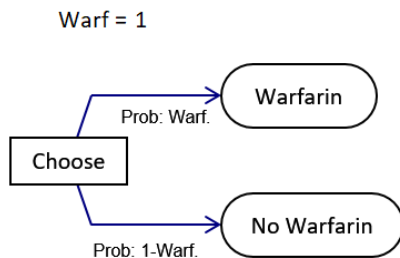 Warf = 1
Warfarin
Prob: Warf.
Choose
No Warfarin
Prob: 1-Warf.